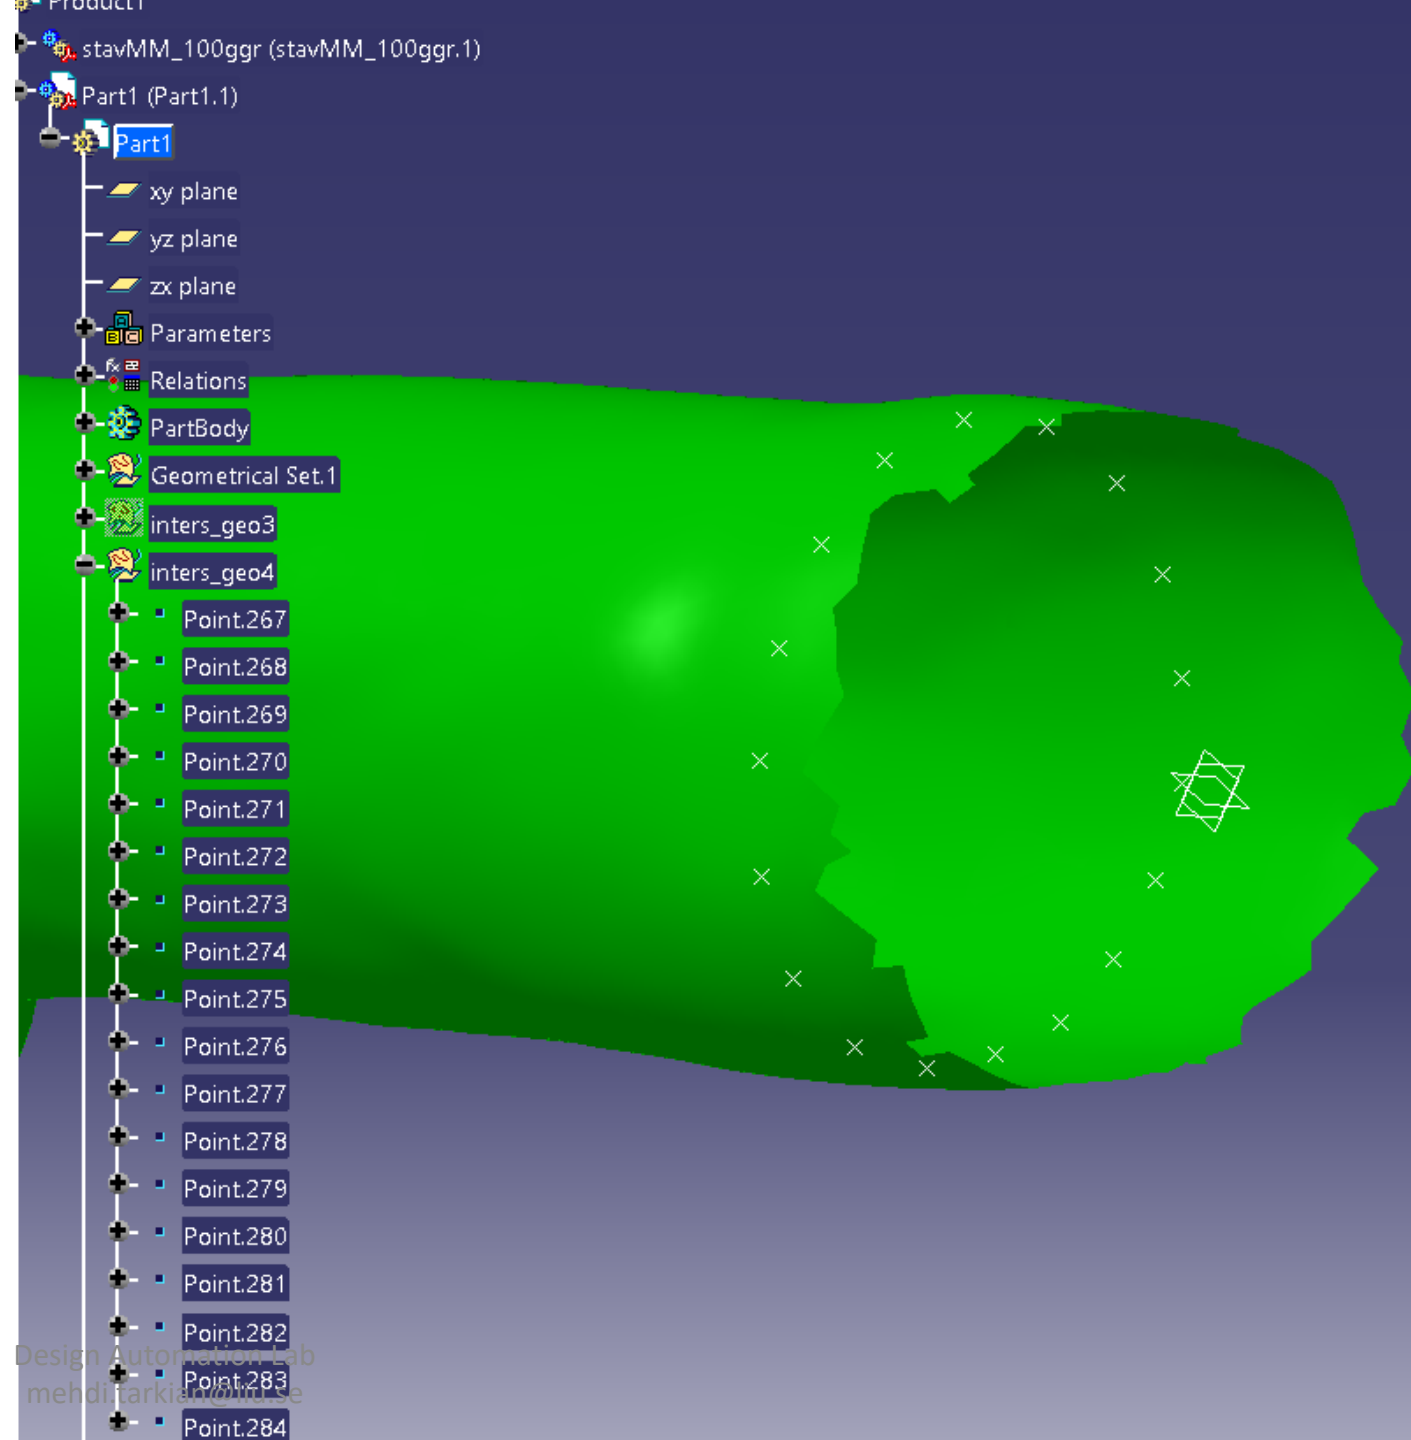 Product1
stavMM_100ggr (stavMM_100ggr.1)
Part1 (Part1.1)
Part1
xy plane
yz plane
zx plane
Parameters
Relations
PartBody
Geometrical Set.1
inters_geo3
inters_geo4
Point.267
Point.268
Point.269
Point.270
Point.271
Point.272
Point.273
Point.274
Point.275
Point.276
Point.277
Point.278
Point.279
Point.280
Point.281
Point.282
Design Automation Lab
Point.283
mehdi.tarkian@liu.se
Point.284